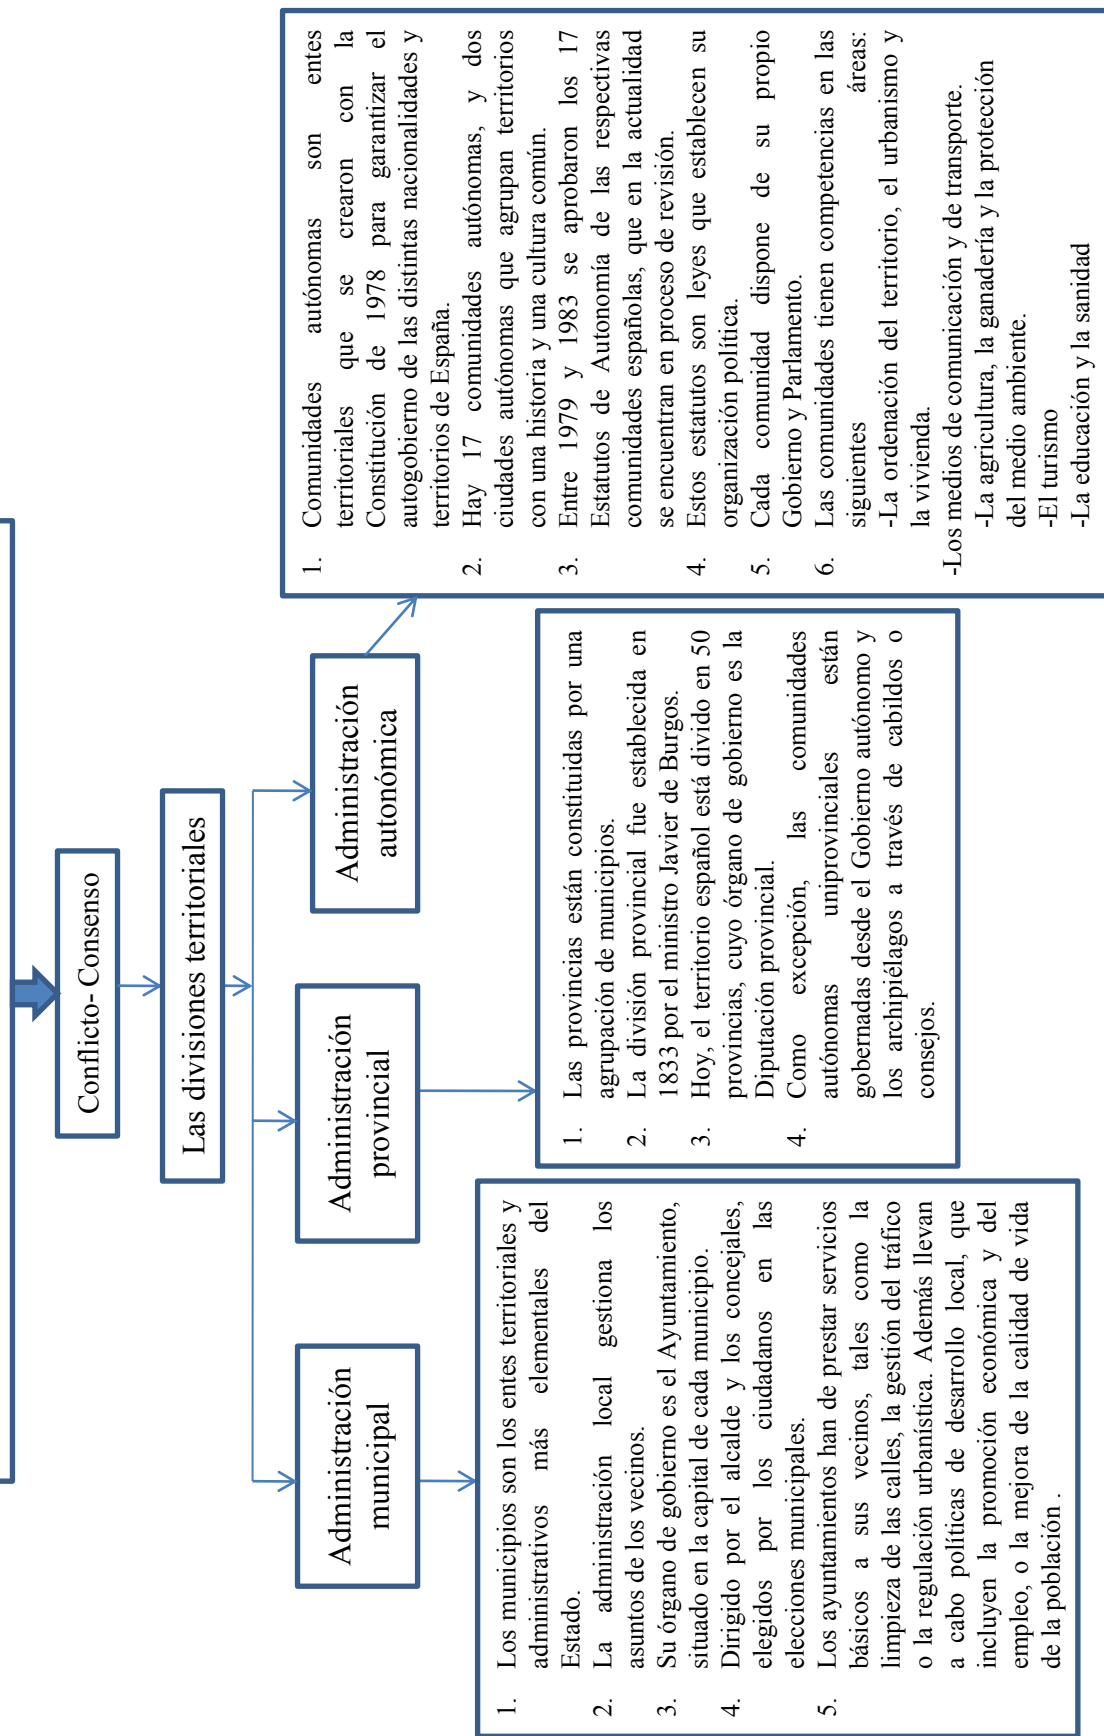 Conflicto- Consenso
Las divisiones territoriales
Administración
municipal
Administración
provincial
Administración
autonómica
1. Los municipios son los entes territoriales y
administrativos más elementales del
Estado.
2. La administración local gestiona los
asuntos de los vecinos.
3. Su órgano de gobierno es el Ayuntamiento,
situado en la capital de cada municipio.
4. Dirigido por el alcalde y los concejales,
elegidos por los ciudadanos en las
elecciones municipales.
5. Los ayuntamientos han de prestar servicios
básicos a sus vecinos, tales como la
limpieza de las calles, la gestión del tráfico
o la regulación urbanística. Además llevan
a cabo políticas de desarrollo local, que
incluyen la promoción económica y del
empleo, o la mejora de la calidad de vida
de la población .
1. Las provincias están constituidas por una
agrupación de municipios.
2. La división provincial fue establecida en
1833 por el ministro Javier de Burgos.
3. Hoy, el territorio español está divido en 50
provincias, cuyo órgano de gobierno es la
Diputación provincial.
4. Como excepción, las comunidades
autónomas uniprovinciales están
gobernadas desde el Gobierno autónomo y
los archipiélagos a través de cabildos o
consejos.
1. Comunidades autónomas son entes
territoriales que se crearon con la
Constitución de 1978 para garantizar el
autogobierno de las distintas nacionalidades y
territorios de España.
2. Hay 17 comunidades autónomas, y dos
ciudades autónomas que agrupan territorios
con una historia y una cultura común.
3. Entre 1979 y 1983 se aprobaron los 17
Estatutos de Autonomía de las respectivas
comunidades españolas, que en la actualidad
se encuentran en proceso de revisión.
4. Estos estatutos son leyes que establecen su
organización política.
5. Cada comunidad dispone de su propio
Gobierno y Parlamento.
6. Las comunidades tienen competencias en las
siguientes áreas:
-La ordenación del territorio, el urbanismo y
la vivienda.
-Los medios de comunicación y de transporte.
-La agricultura, la ganadería y la protección
del medio ambiente.
-El turismo
-La educación y la sanidad